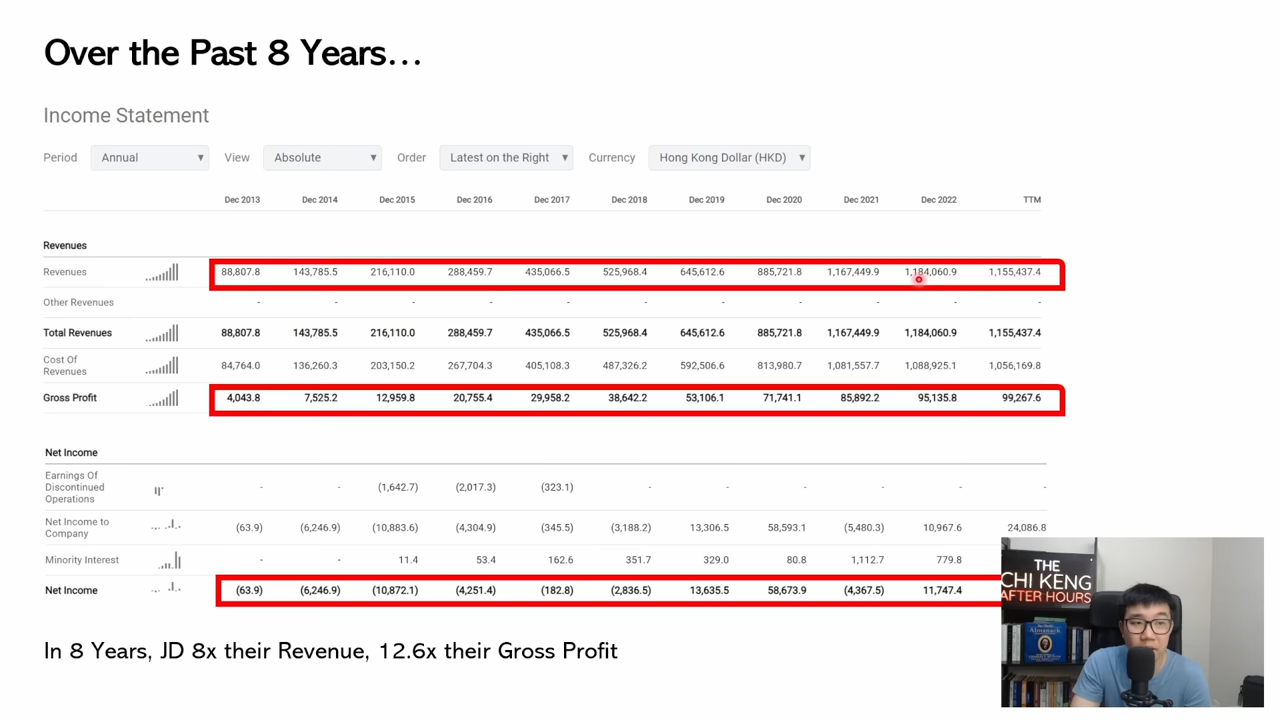 Over the Past 8 Years...
Income Statement
Period Annual View Absolute Order Latest on the Right Currency Hong Kong Dollar (HKD)
Dec 2013 Dec 2014 Dec 2015 Dec 2016 Dec 2017 Dec 2018 Dec 2019 Dec 2020 Dec 2021 Dec 2022 TTM
Revenues
Revenues 88,807.8 143,785.5 216,110.0 288,459.7 435,066.5 525,968.4 645,612.6 885,721.8 1,167,449.9 1,184,060.9 1,155,437.4
Other Revenues - - - - - - - - - - -
Total Revenues 88,807.8 143,785.5 216,110.0 288,459.7 435,066.5 525,968.4 645,612.6 885,721.8 1,167,449.9 1,184,060.9 1,155,437.4
Cost Of
Revenues 84,764.0 136,260.3 203,150.2 267,704.3 405,108.3 487,326.2 592,506.6 813,980.7 1,081,557.7 1,088,925.1 1,056,169.8
Gross Profit 4,043.8 7,525.2 12,959.8 20,755.4 29,958.2 38,642.2 53,106.1 71,741.1 85,892.2 95,135.8 99,267.6
Net Income
Earnings Of
Discontinued
Operations - - (1,642.7) (2,017.3) (323.1) - - - - - -
Net Income to
Company (63.9) (6,246.9) (10,883.6) (4,304.9) (345.5) (3,188.2) 13,306.5 58,593.1 (5,480.3) 10,967.6 24,086.8
Minority Interest - - 11.4 53.4 162.6 351.7 329.0 80.8 1,112.7 779.8
Net Income (63.9) (6,246.9) (10,872.1) (4,251.4) (182.8) (2,836.5) 13,635.5 58,673.9 (4,367.5) 11,747.4
In 8 Years, JD 8x their Revenue, 12.6x their Gross Profit
THE
CHI KENG
AFTER HOURS
Almanack